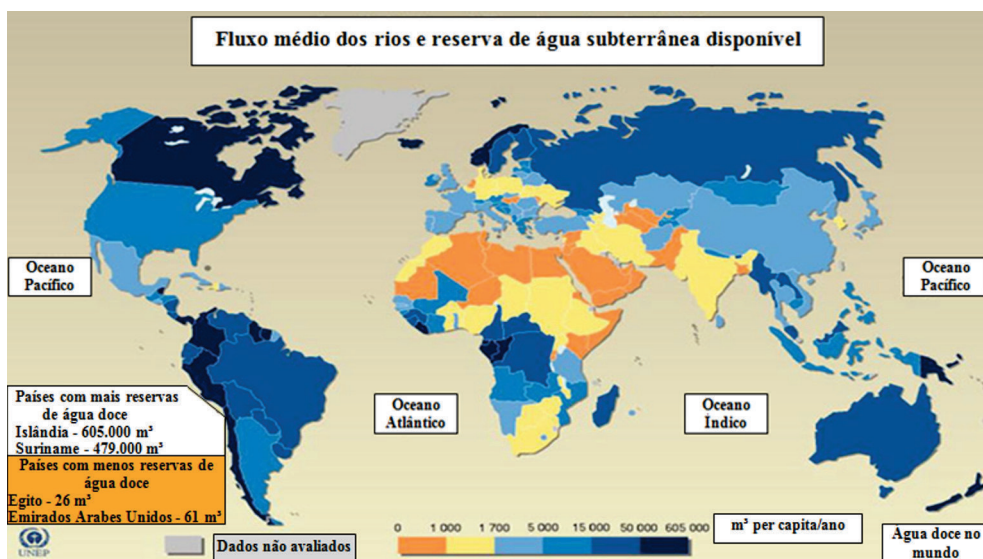 Fluxo médio dos rios e reserva de água subterrânea disponível
Oceano
Pacífico
Oceano
Pacífico
Oceano
Atlântico
Oceano
Índico
Países com mais reservas
de água doce
Islândia - 605.000 m³
Suriname - 479.000 m³
Países com menos reservas de
água doce
Egito - 26 m³
Emirados Arabes Unidos - 61 m³
0 1 000 1 700 5 000 15 000 50 000 605 000
m³ per capita/ano
UNEP
Dados não avaliados
Agua doce no
mundo